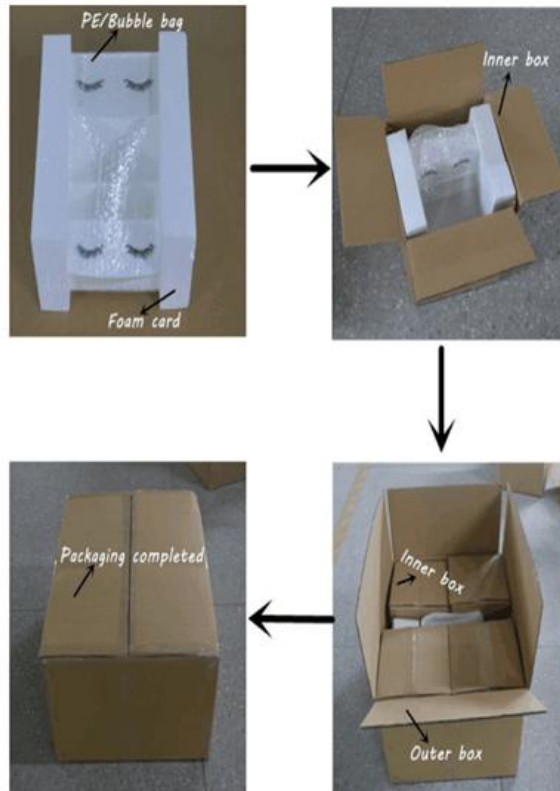 PE/Bubble bag
Foam card
Inner box
Inner box
Outer box
Packaging completed